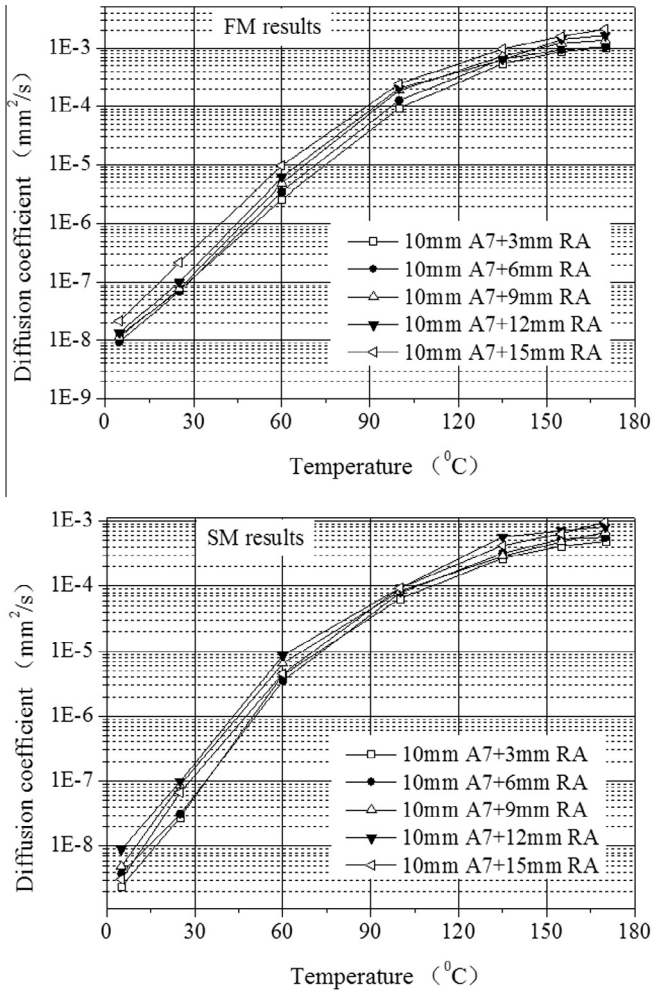 FM results
1E-3
1E-4
1E-5
1E-6
1E-7
1E-8
1E-9
Diffusion coefficient (mm²/s)
10mm A7+3mm RA
10mm A7+6mm RA
10mm A7+9mm RA
10mm A7+12mm RA
10mm A7+15mm RA
0 30 60 90 120 150 180
Temperature (⁰C)
SM results
1E-3
1E-4
1E-5
1E-6
1E-7
1E-8
Diffusion coefficient (mm²/s)
10mm A7+3mm RA
10mm A7+6mm RA
10mm A7+9mm RA
10mm A7+12mm RA
10mm A7+15mm RA
0 30 60 90 120 150 180
Temperature (⁰C)